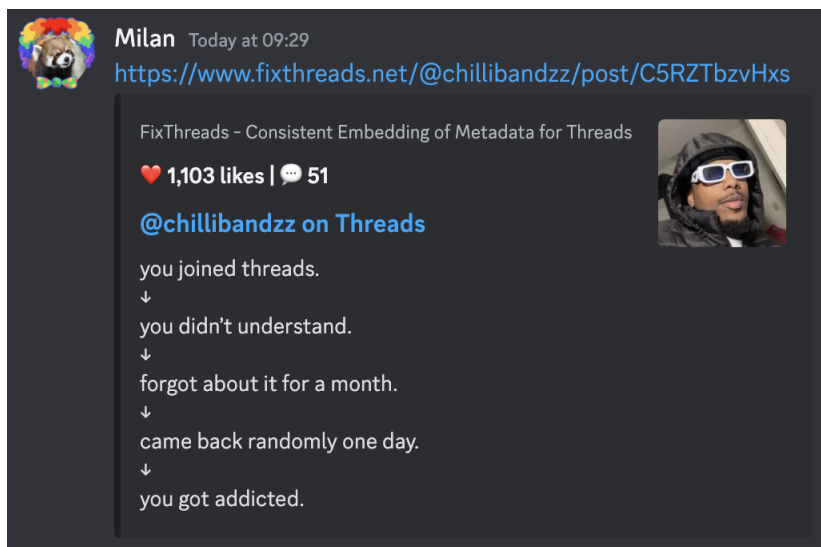 Milan Today at 09:29
https://www.fixthreads.net/@chillibandzz/post/C5RZTbzvHxs
FixThreads - Consistent Embedding of Metadata for Threads
❤️ 1,103 likes | 💬 51
@chillibandzz on Threads
you joined threads.
↓
you didn’t understand.
↓
forgot about it for a month.
↓
came back randomly one day.
↓
you got addicted.